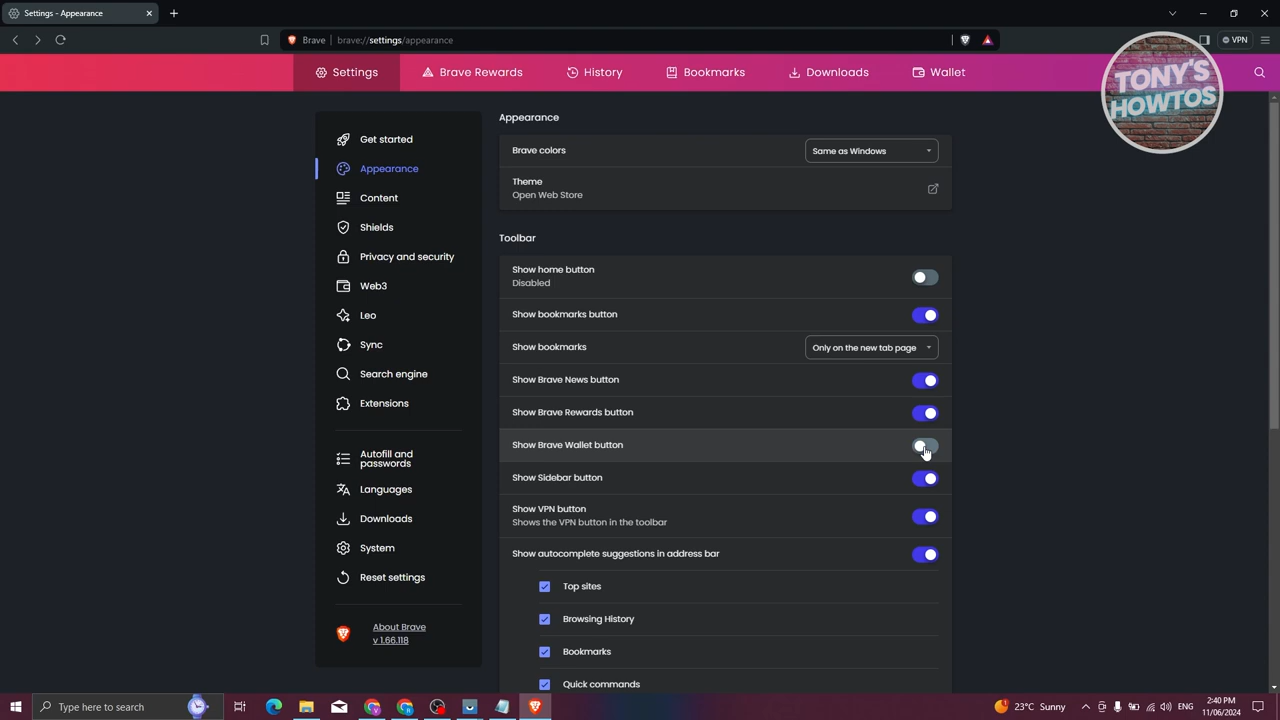 Settings - Appearance
Brave brave://settings/appearance
VPN
Settings Brave Rewards History Bookmarks Downloads Wallet
TONY'S
HOWTOS
Get started
Appearance
Content
Shields
Privacy and security
Web3
Leo
Sync
Search engine
Extensions
Autofill and
passwords
Languages
Downloads
System
Reset settings
About Brave
v 1.66.118
Appearance
Brave colors Same as Windows
Theme
Open Web Store
Toolbar
Show home button
Disabled
Show bookmarks button
Show bookmarks Only on the new tab page
Show Brave News button
Show Brave Rewards button
Show Brave Wallet button
Show Sidebar button
Show VPN button
Shows the VPN button in the toolbar
Show autocomplete suggestions in address bar
Top sites
Browsing History
Bookmarks
Quick commands
Type here to search
23°C Sunny
2:40 PM
11/06/2024